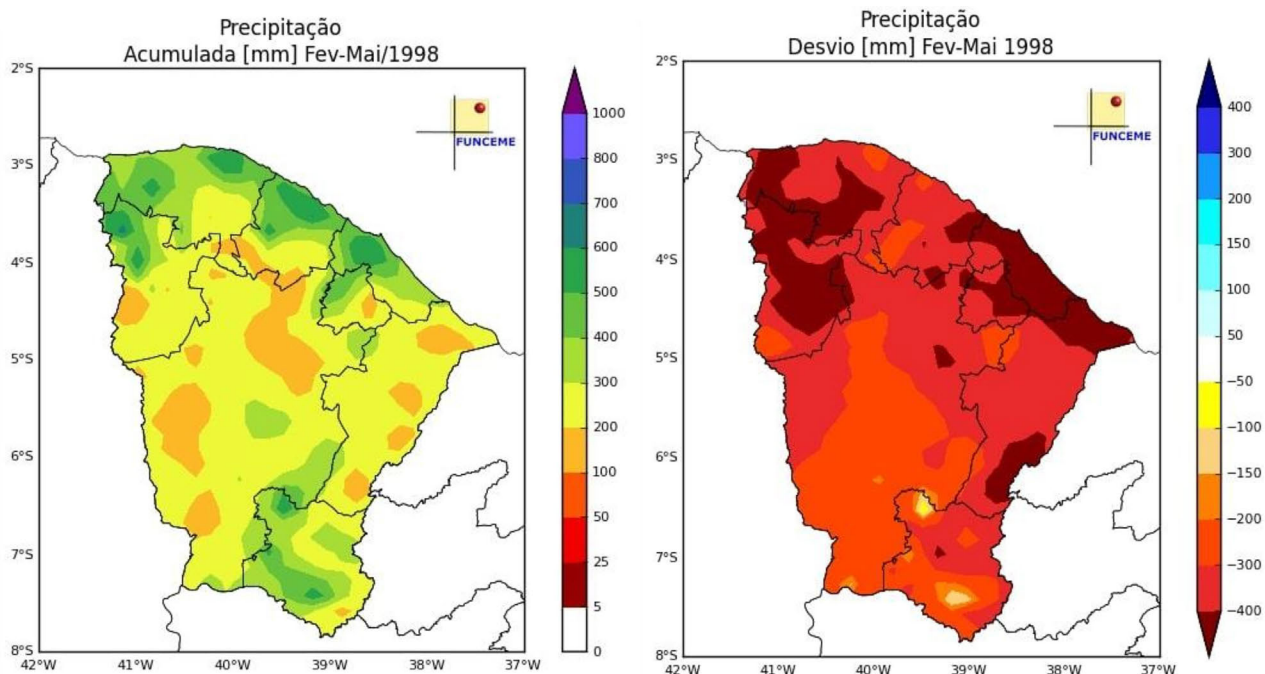 Precipitação
Acumulada [mm] Fev-Mai/1998
2°S
3°S
4°S
5°S
6°S
7°S
8°S
42°W
41°W
40°W
39°W
38°W
37°W
FUNCEME
1000
800
700
600
500
400
300
200
100
50
25
5
0
Precipitação
Desvio [mm] Fev-Mai 1998
2°S
3°S
4°S
5°S
6°S
7°S
8°S
42°W
41°W
40°W
39°W
38°W
37°W
FUNCEME
400
300
200
150
100
50
−50
−100
−150
−200
−300
−400